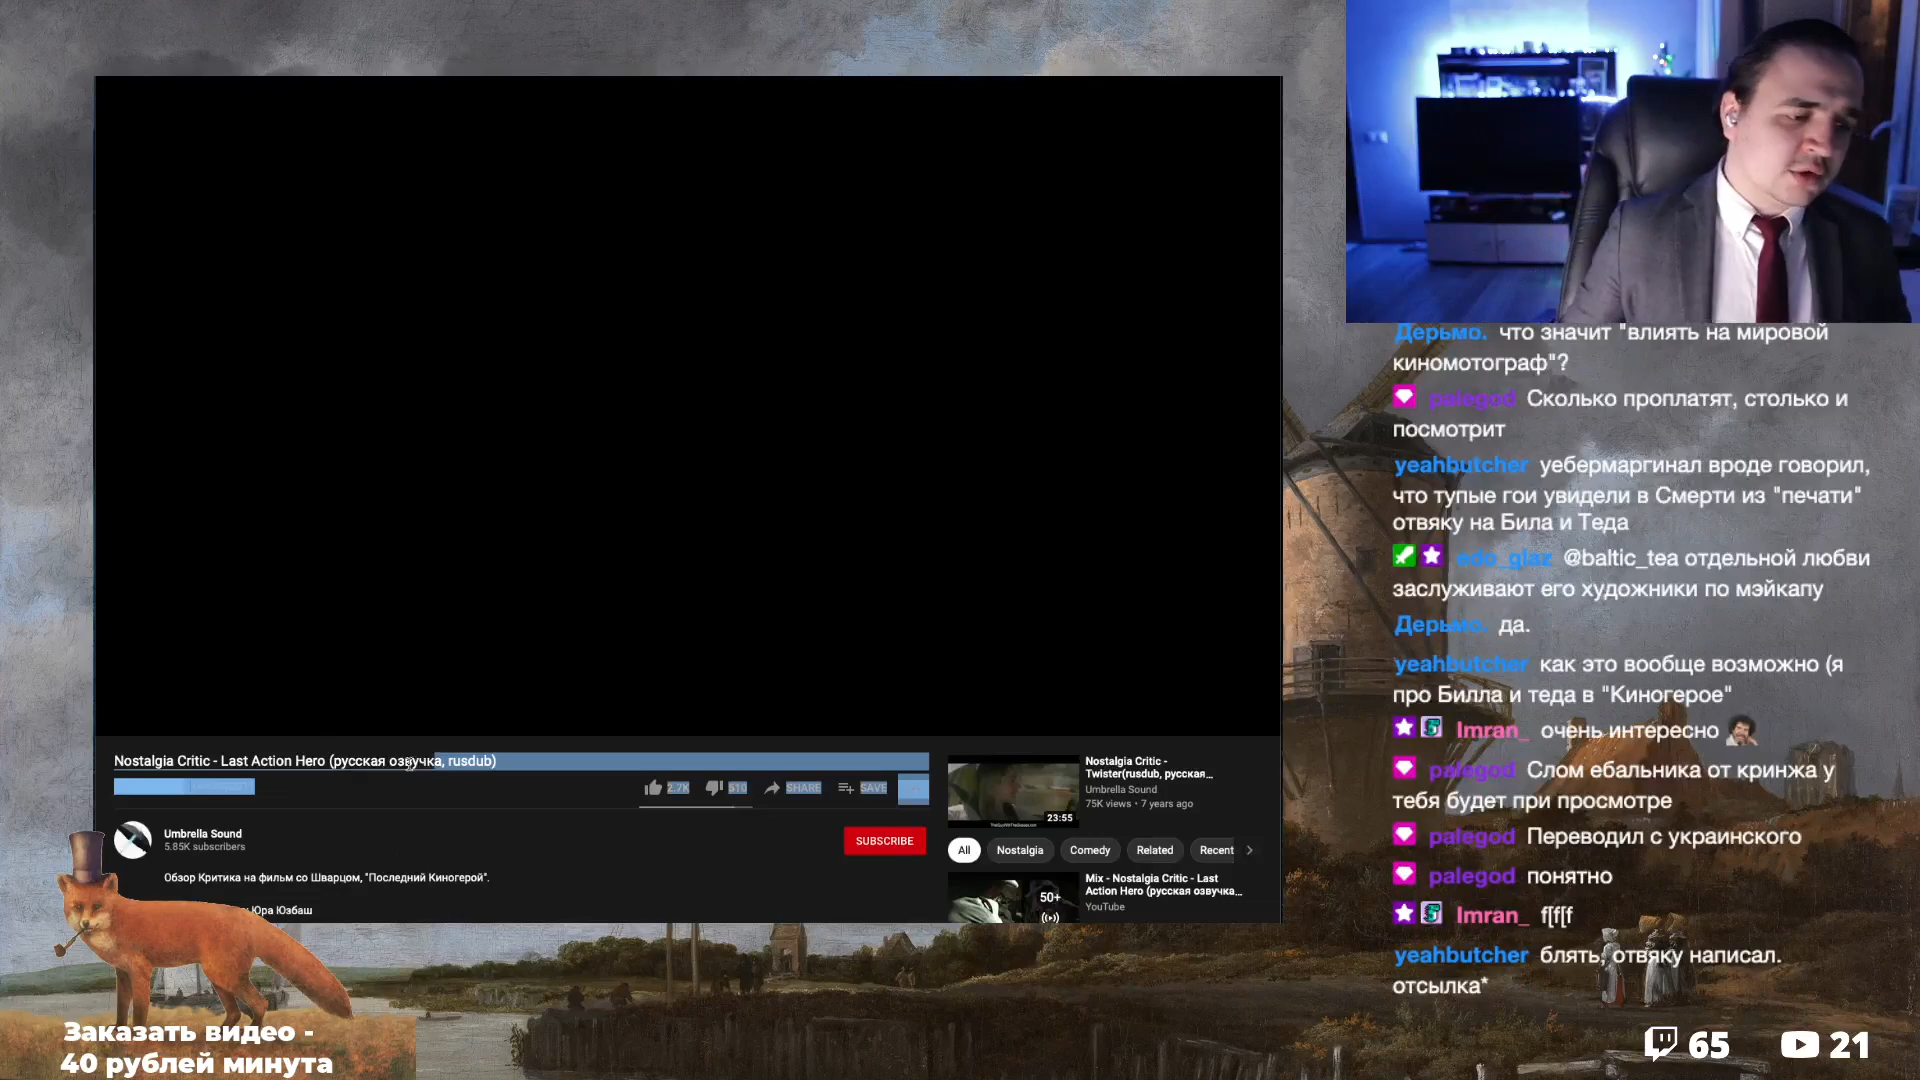 Nostalgia Critic - Last Action Hero (русская озвучка, rusdub)
2.7K
510
SHARE
SAVE
Umbrella Sound
5.85K subscribers
SUBSCRIBE
Обзор Критика на фильм со Шварцом, "Последний Киногерой".
Юра Юзбаш
23:55
Nostalgia Critic -
Twister(rusdub, русская...
Umbrella Sound
75K views • 7 years ago
All
Nostalgia
Comedy
Related
Recent
50+
Mix - Nostalgia Critic - Last
Action Hero (русская озвучка...
YouTube
Дерьмо. что значит "влиять на мировой
киномотограф"?
palegod Сколько проплатят, столько и
посмотрит
yeahbutcher уебермаргинал вроде говорил,
что тупые гои увидели в Смерти из "печати"
отвяку на Била и Теда
edo_glaz @baltic_tea отдельной любви
заслуживают его художники по мэйкапу
Дерьмо. да.
yeahbutcher как это вообще возможно (я
про Билла и теда в "Киногерое"
Imran_ очень интересно
palegod Слом ебальника от кринжа у
тебя будет при просмотре
palegod Переводил с украинского
palegod понятно
Imran_ f[f[f
yeahbutcher блять, отвяку написал.
отсылка*
Заказать видео -
40 рублей минута
65
21